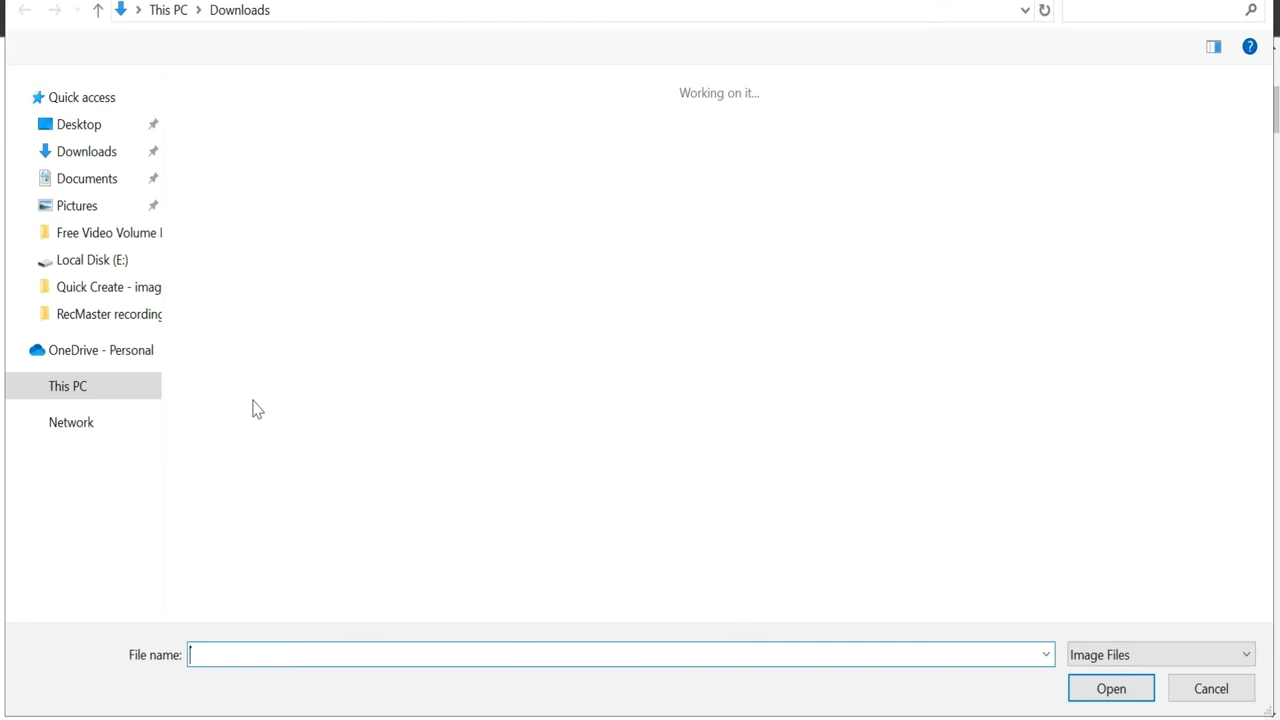 This PC > Downloads
Working on it...
Quick access
Desktop
Downloads
Documents
Pictures
Free Video Volume
Local Disk (E:)
Quick Create - imag
RecMaster recording
OneDrive - Personal
This PC
Network
File name:
Image Files
Open
Cancel